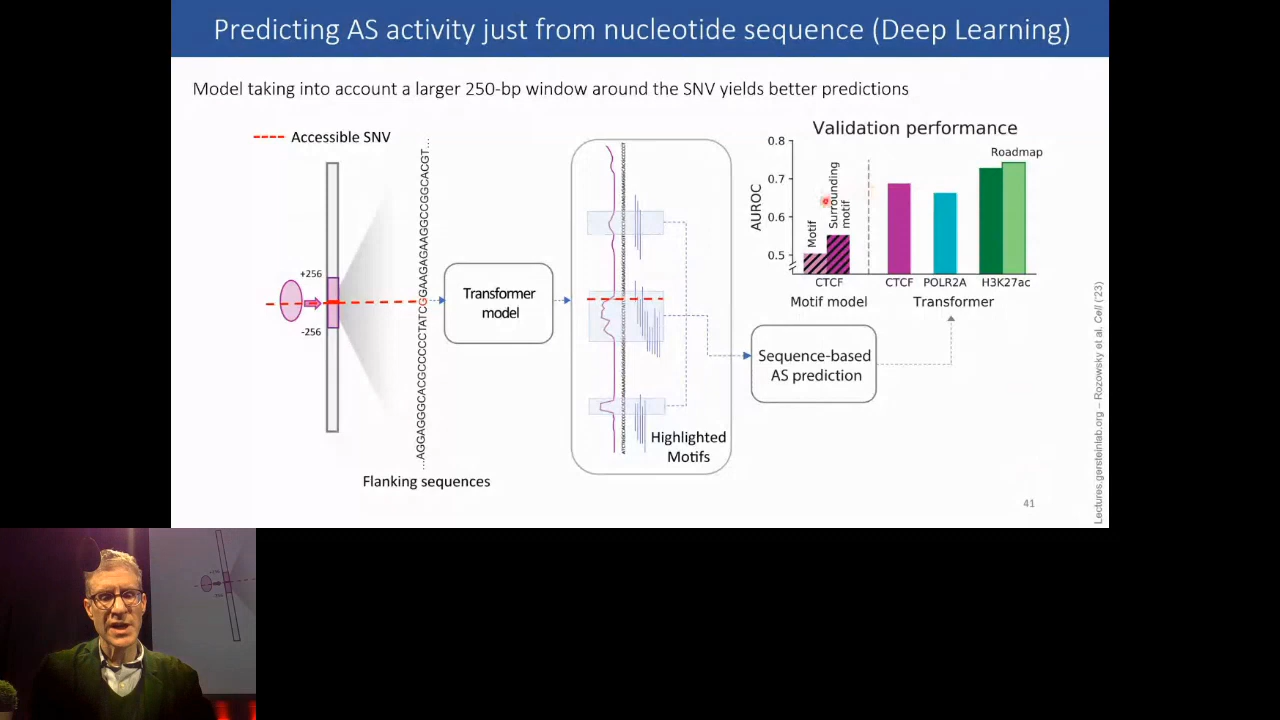 Predicting AS activity just from nucleotide sequence (Deep Learning)
Model taking into account a larger 250-bp window around the SNV yields better predictions
Accessible SNV
+256
-256
...AGGAGGGCACGCCCCCCTATCGGAAGAGAAGGCCGGCACGT...
Flanking sequences
Transformer
model
Highlighted
Motifs
Sequence-based
AS prediction
Validation performance
AUROC
0.8
0.7
0.6
0.5
Motif
Surrounding
motif
Roadmap
CTCF
CTCF
POLR2A
H3K27ac
Motif model
Transformer
41
Lectures.gersteinlab.org – Rozowsky et al. Cell ('23)